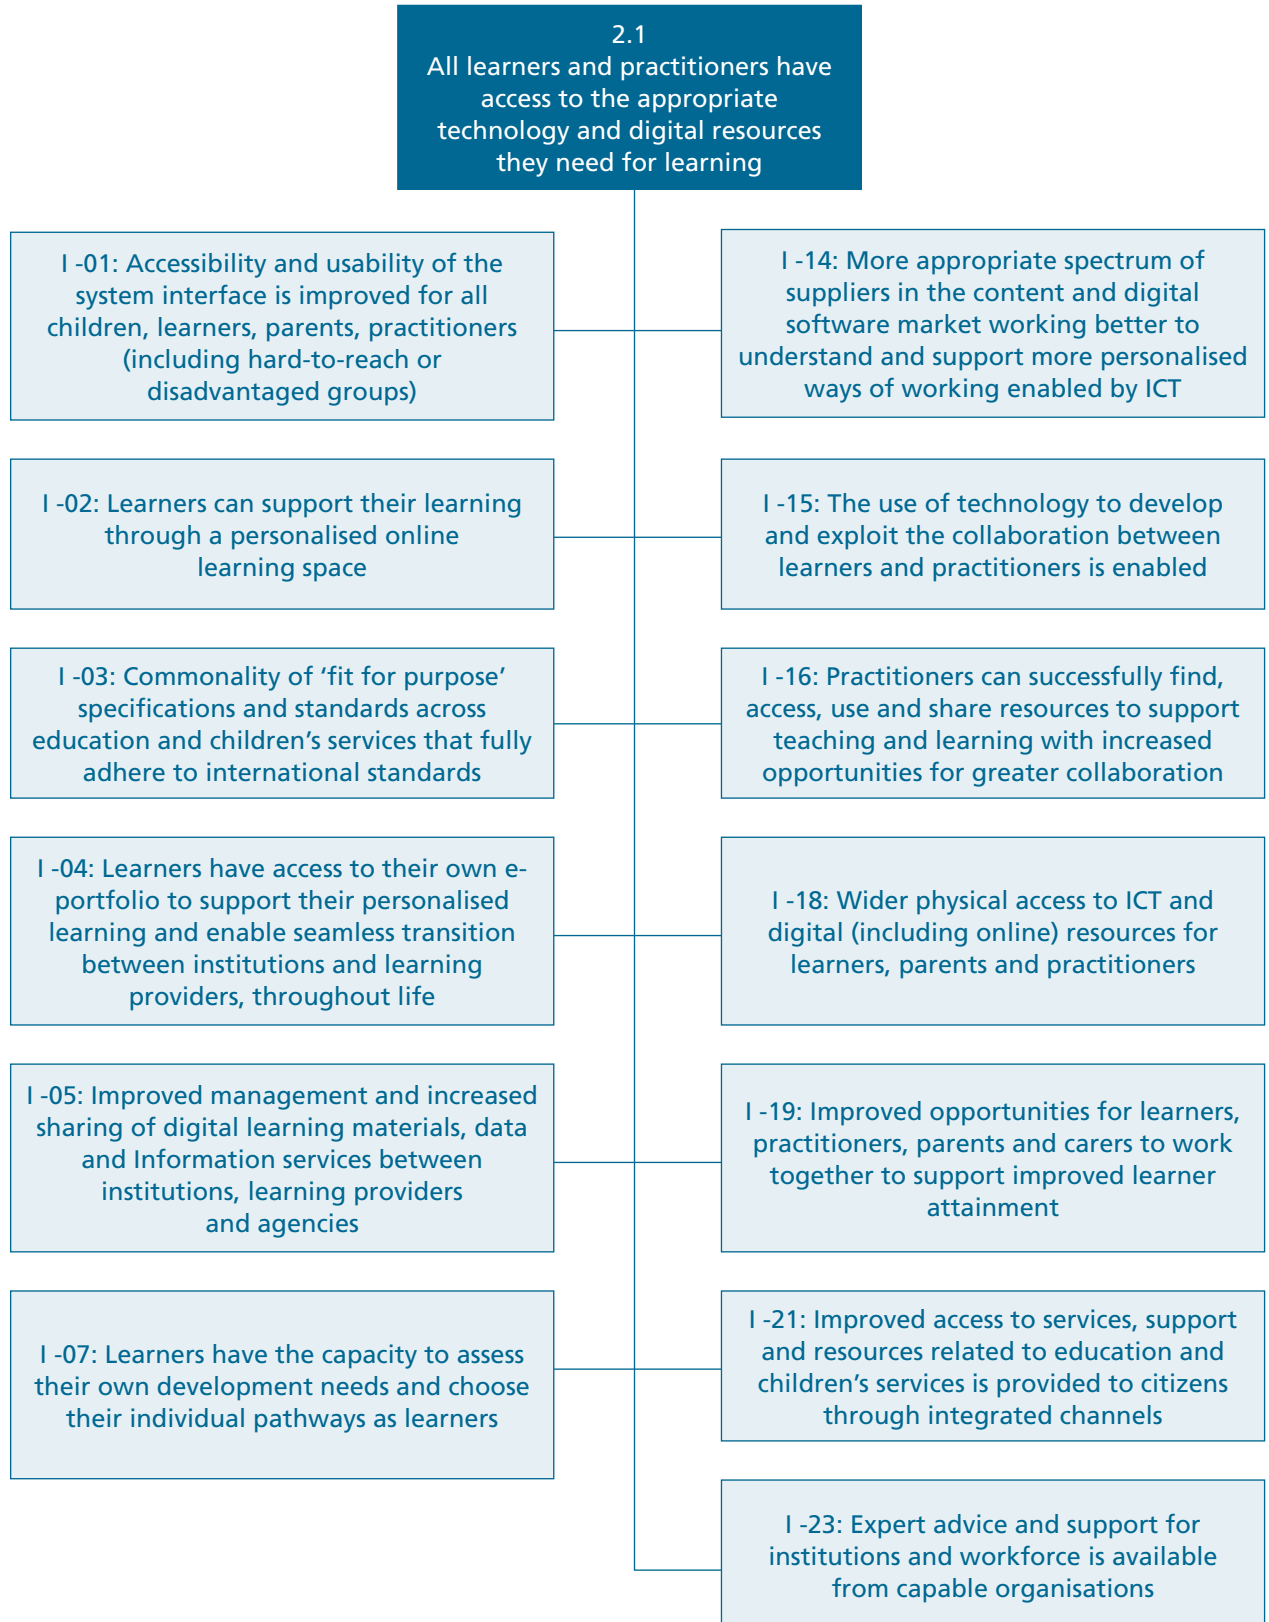 2.1
All learners and practitioners have
access to the appropriate
technology and digital resources
they need for learning
I -01: Accessibility and usability of the
system interface is improved for all
children, learners, parents, practitioners
(including hard-to-reach or
disadvantaged groups)
I -02: Learners can support their learning
through a personalised online
learning space
I -03: Commonality of ‘fit for purpose’
specifications and standards across
education and children’s services that fully
adhere to international standards
I -04: Learners have access to their own e-
portfolio to support their personalised
learning and enable seamless transition
between institutions and learning
providers, throughout life
I -05: Improved management and increased
sharing of digital learning materials, data
and Information services between
institutions, learning providers
and agencies
I -07: Learners have the capacity to assess
their own development needs and choose
their individual pathways as learners
I -14: More appropriate spectrum of
suppliers in the content and digital
software market working better to
understand and support more personalised
ways of working enabled by ICT
I -15: The use of technology to develop
and exploit the collaboration between
learners and practitioners is enabled
I -16: Practitioners can successfully find,
access, use and share resources to support
teaching and learning with increased
opportunities for greater collaboration
I -18: Wider physical access to ICT and
digital (including online) resources for
learners, parents and practitioners
I -19: Improved opportunities for learners,
practitioners, parents and carers to work
together to support improved learner
attainment
I -21: Improved access to services, support
and resources related to education and
children’s services is provided to citizens
through integrated channels
I -23: Expert advice and support for
institutions and workforce is available
from capable organisations